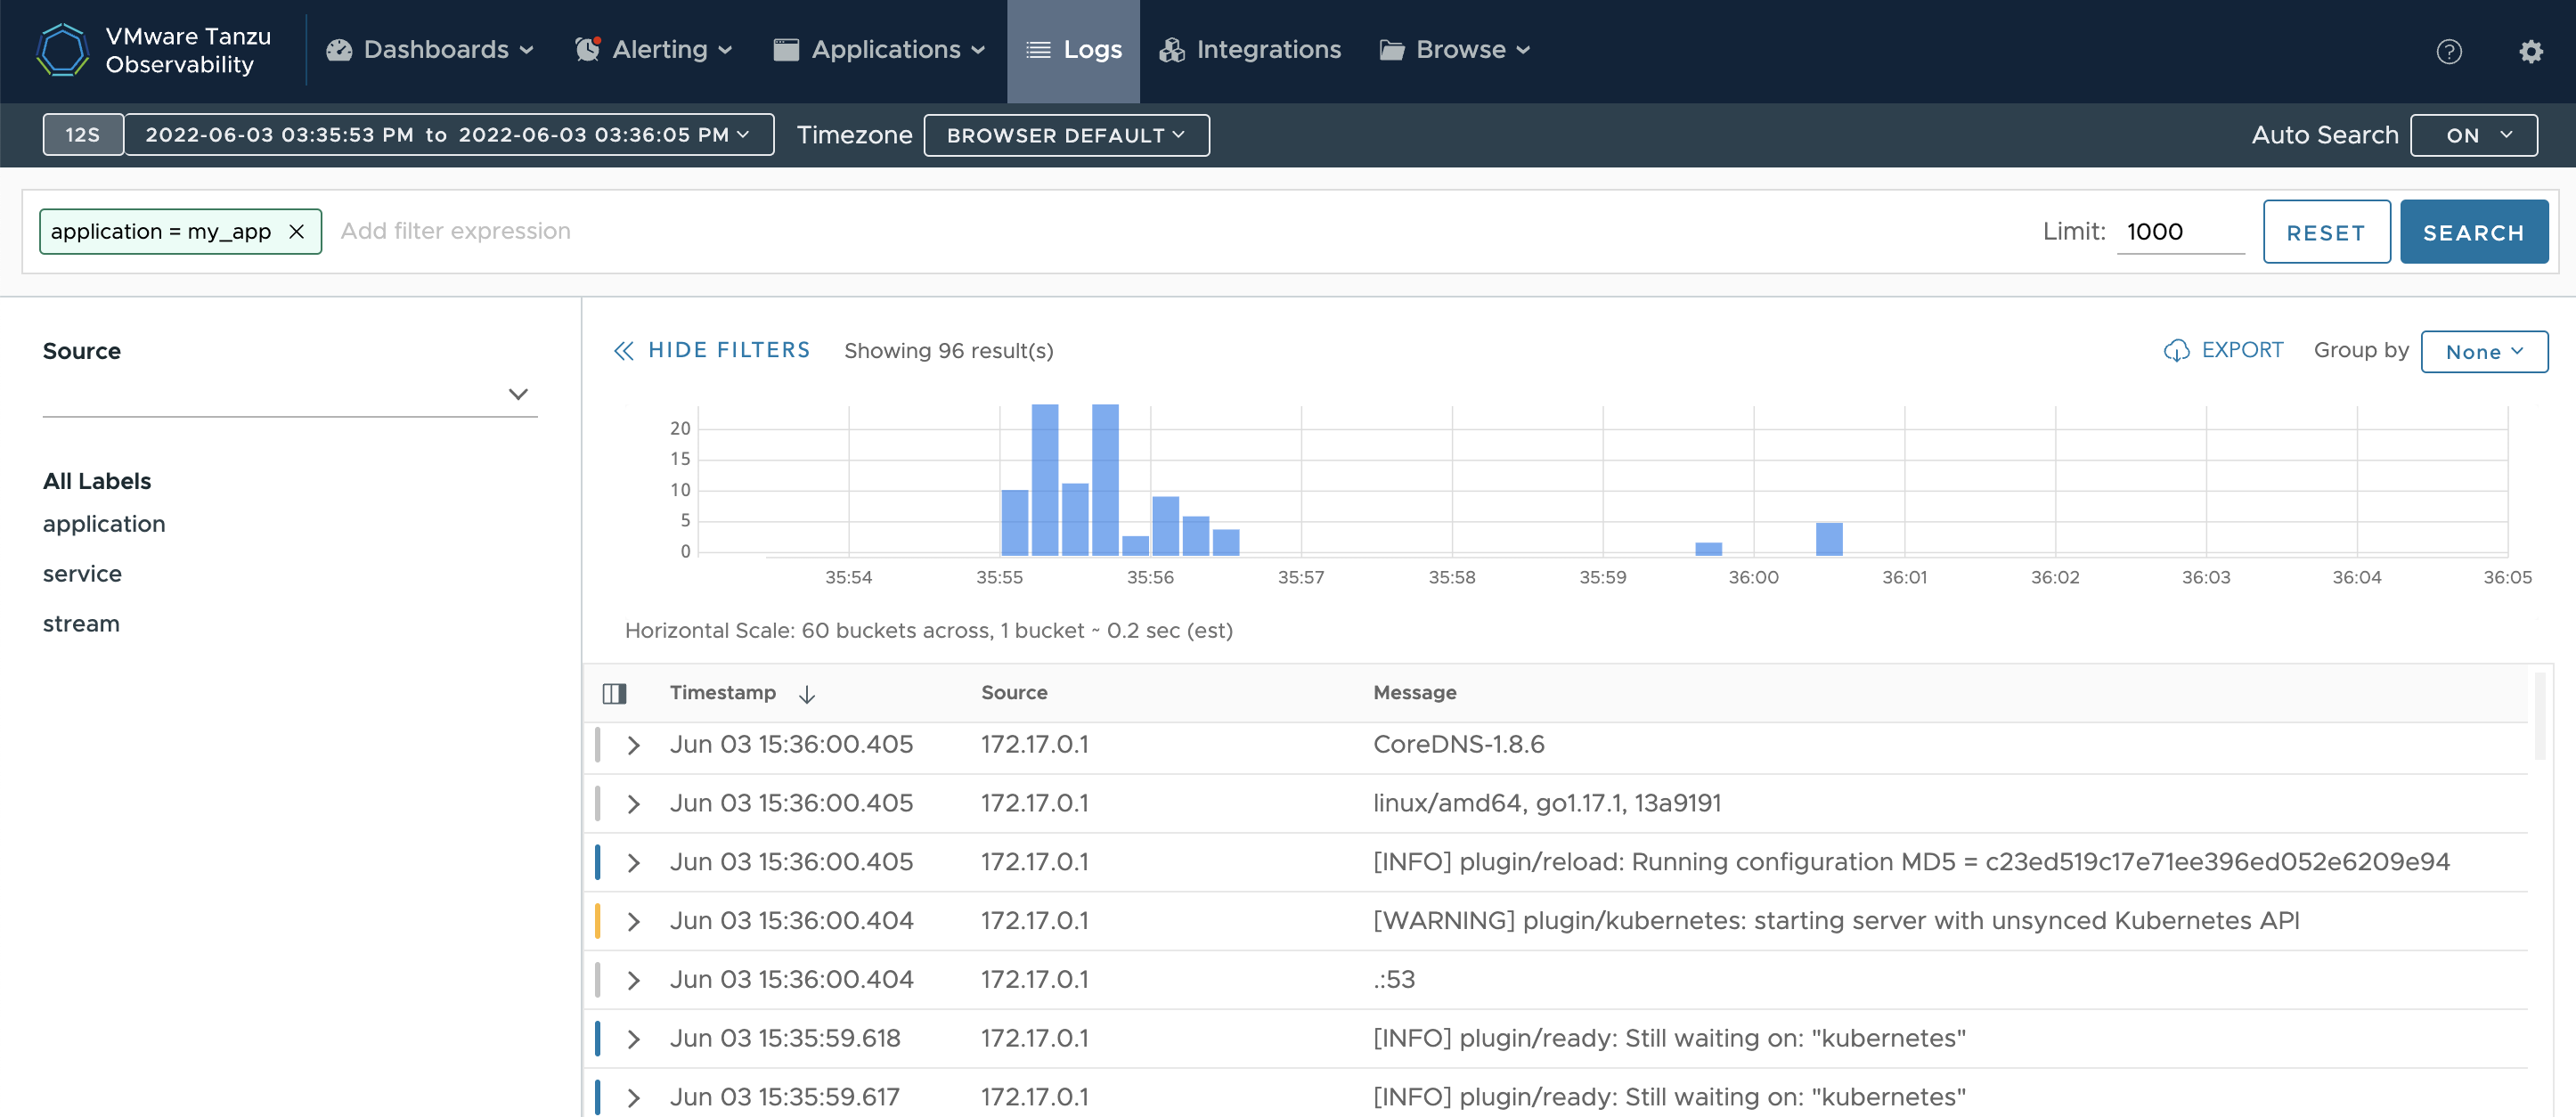 VMware Tanzu
Observability
Dashboards
Alerting
Applications
Logs
Integrations
Browse
12S
2022-06-03 03:35:53 PM to 2022-06-03 03:36:05 PM
Timezone
BROWSER DEFAULT
Auto Search
ON
application = my_app
Add filter expression
Limit: 1000
RESET
SEARCH
Source
All Labels
application
service
stream
HIDE FILTERS
Showing 96 result(s)
EXPORT
Group by
None
20
15
10
5
0
35:54 35:55 35:56 35:57 35:58 35:59 36:00 36:01 36:02 36:03 36:04 36:05
Horizontal Scale: 60 buckets across, 1 bucket ~ 0.2 sec (est)
Timestamp Source Message
Jun 03 15:36:00.405 172.17.0.1 CoreDNS-1.8.6
Jun 03 15:36:00.405 172.17.0.1 linux/amd64, go1.17.1, 13a9191
Jun 03 15:36:00.405 172.17.0.1 [INFO] plugin/reload: Running configuration MD5 = c23ed519c17e71ee396ed052e6209e94
Jun 03 15:36:00.404 172.17.0.1 [WARNING] plugin/kubernetes: starting server with unsynced Kubernetes API
Jun 03 15:36:00.404 172.17.0.1 .:53
Jun 03 15:35:59.618 172.17.0.1 [INFO] plugin/ready: Still waiting on: "kubernetes"
Jun 03 15:35:59.617 172.17.0.1 [INFO] plugin/ready: Still waiting on: "kubernetes"